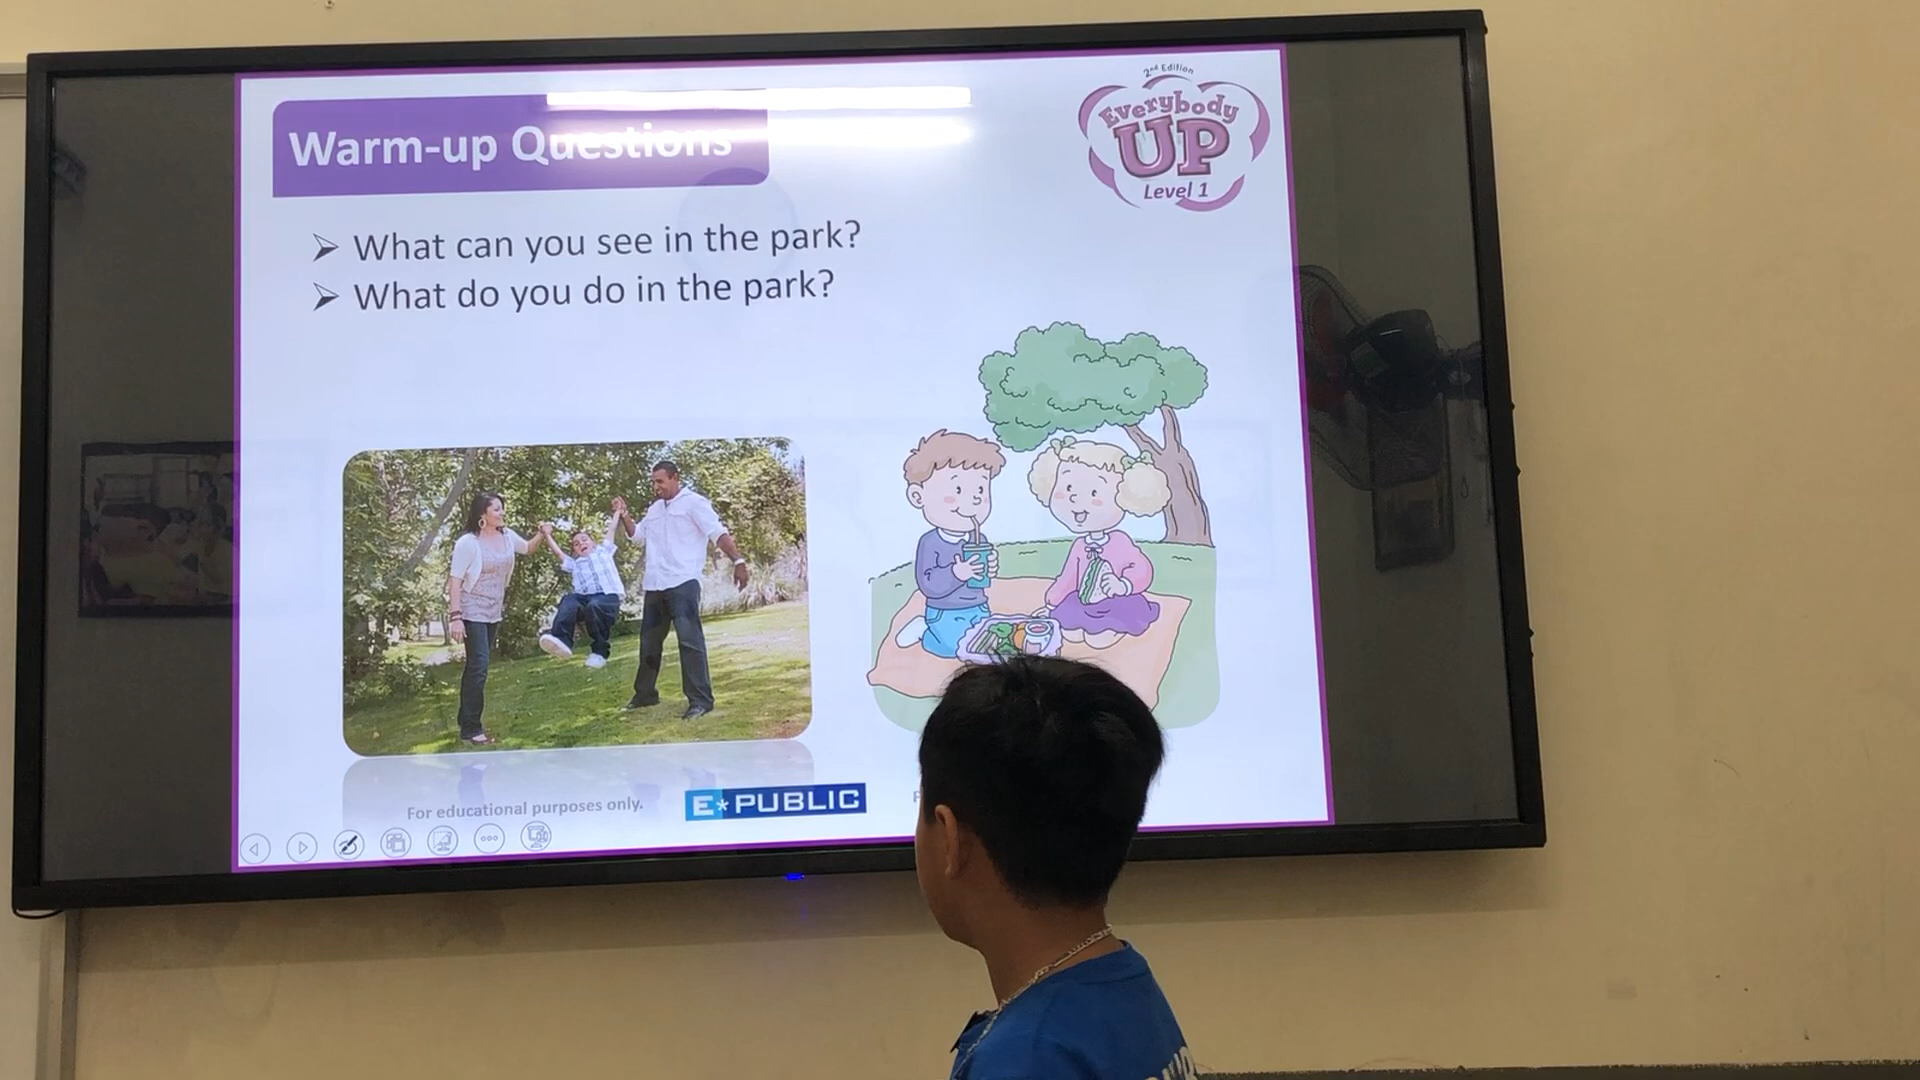 2nd Edition
Everybody
UP
Level 1
Warm-up Questions
➢ What can you see in the park?
➢ What do you do in the park?
For educational purposes only.
E*PUBLIC